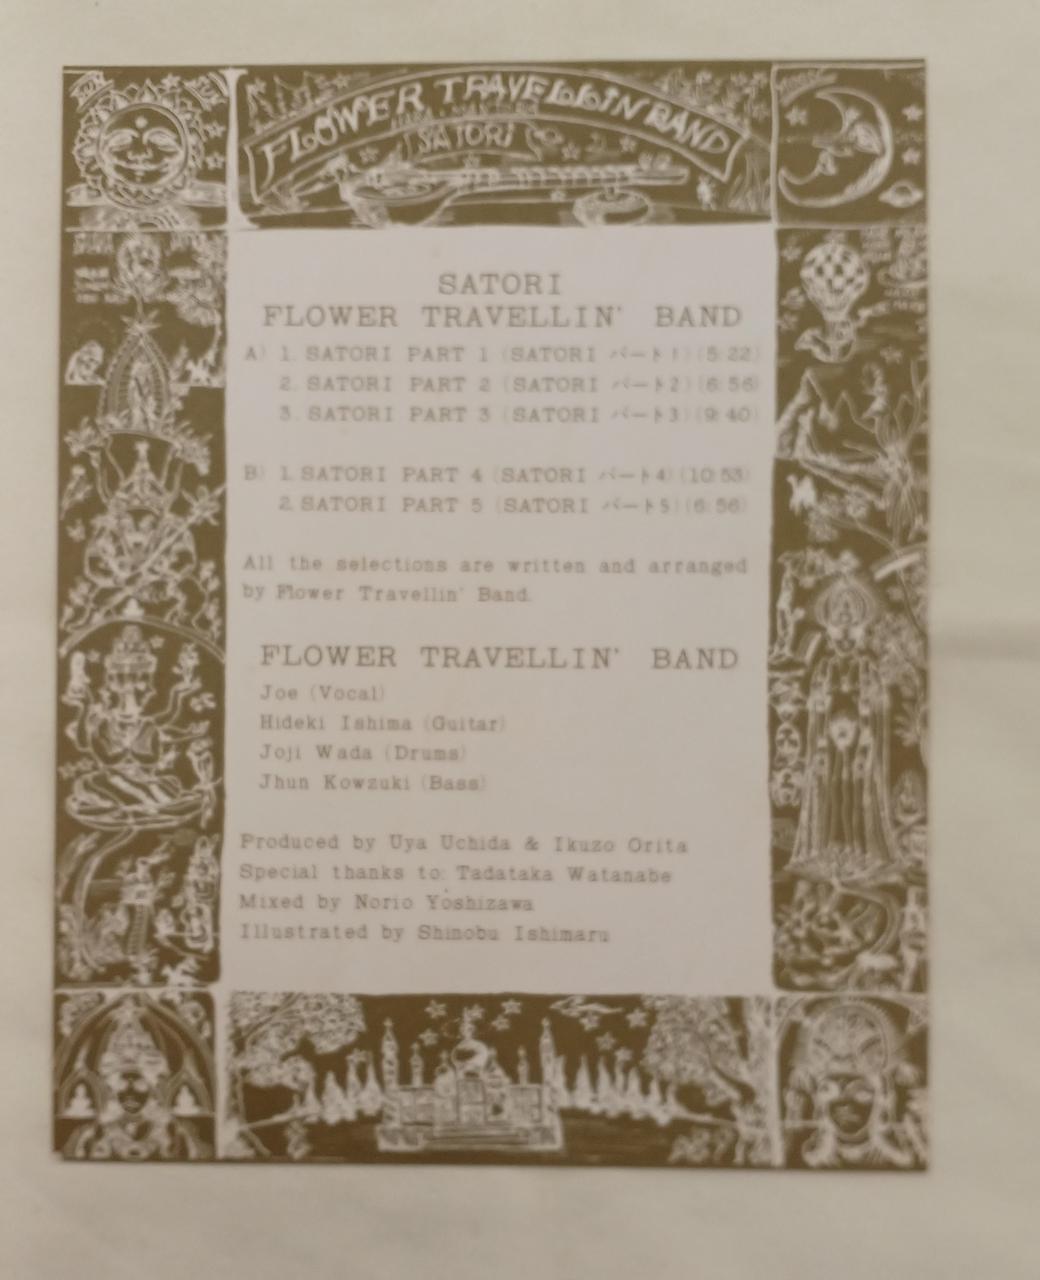 FLOWER TRAVELLIN BAND
SATORI
SATORI
FLOWER TRAVELLIN' BAND
A) 1. SATORI PART 1 (SATORI パート1) (5:22)
2. SATORI PART 2 (SATORI パート2) (6:56)
3. SATORI PART 3 (SATORI パート3) (9:40)
B) 1. SATORI PART 4 (SATORI パート4) (10:53)
2. SATORI PART 5 (SATORI パート5) (6:56)
All the selections are written and arranged
by Flower Travellin' Band.
FLOWER TRAVELLIN' BAND
Joe (Vocal)
Hideki Ishima (Guitar)
Joji Wada (Drums)
Jhun Kowzuki (Bass)
Produced by Uya Uchida & Ikuzo Orita
Special thanks to: Tadataka Watanabe
Mixed by Norio Yoshizawa
Illustrated by Shinobu Ishimaru